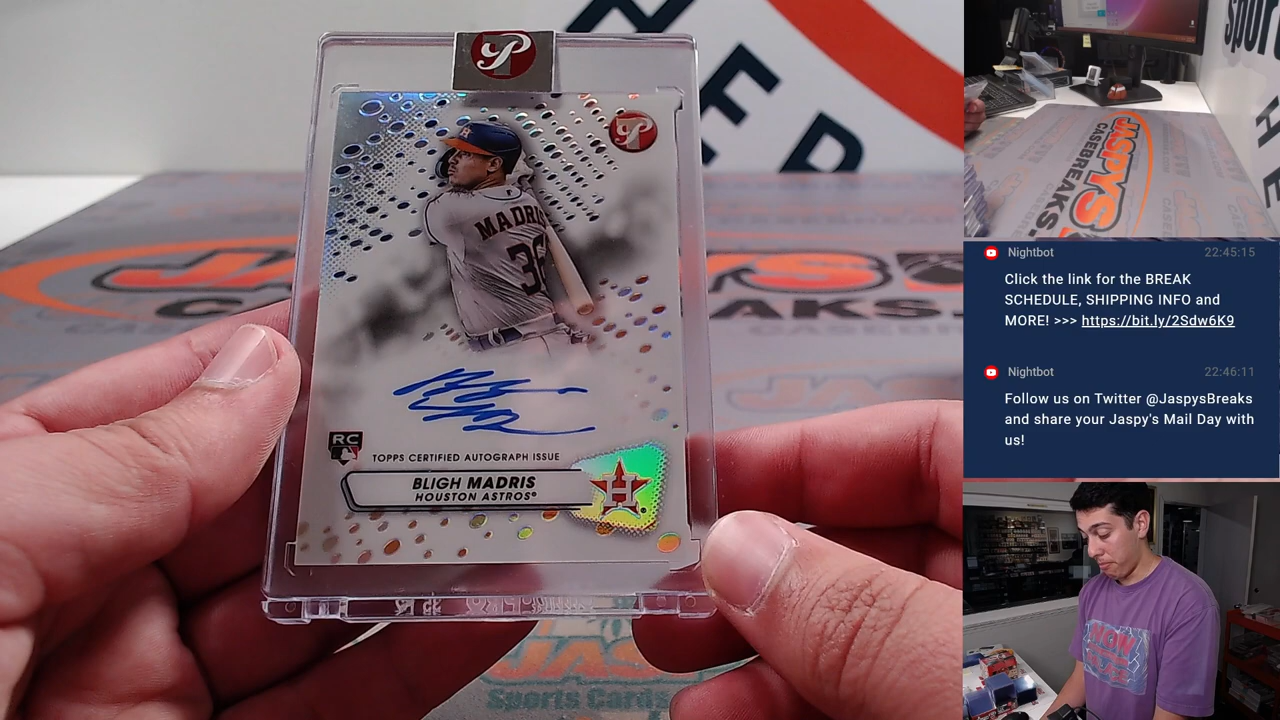 MADRIS
RC
TOPPS CERTIFIED AUTOGRAPH ISSUE
BLIGH MADRIS
HOUSTON ASTROS®
JASPYS
CASEBREAKS
Nightbot 22:45:15
Click the link for the BREAK
SCHEDULE, SHIPPING INFO and
MORE! >>> https://bit.ly/2Sdw6K9
Nightbot 22:46:11
Follow us on Twitter @JaspysBreaks
and share your Jaspy's Mail Day with
us!
Sports Cards